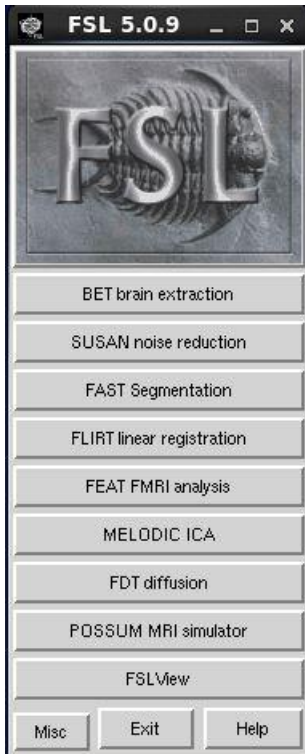 FSL 5.0.9
FSL
BET brain extraction
SUSAN noise reduction
FAST Segmentation
FLIRT linear registration
FEAT FMRI analysis
MELODIC ICA
FDT diffusion
POSSUM MRI simulator
FSLView
Misc Exit Help